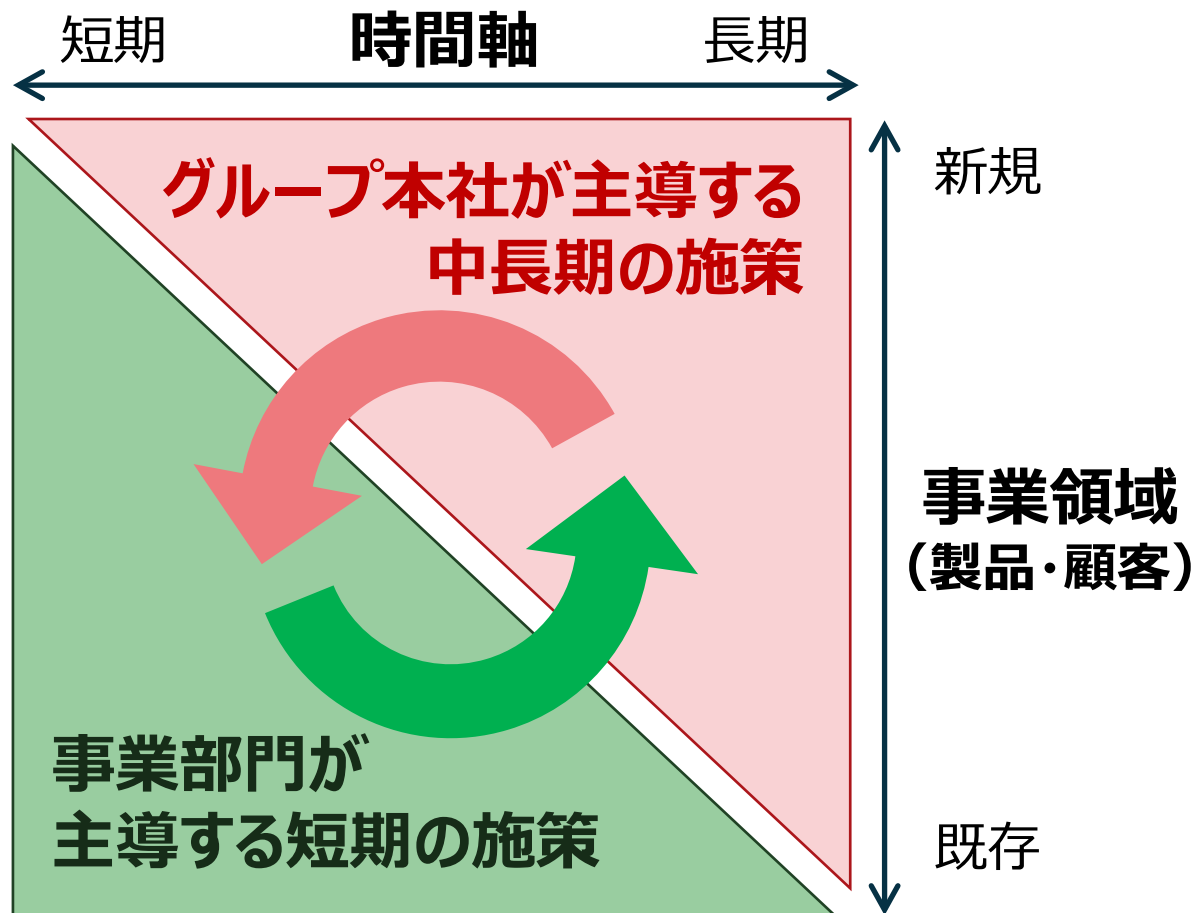 短期 時間軸 長期
グループ本社が主導する
中長期の施策
新規
事業領域
（製品・顧客）
事業部門が
主導する短期の施策
既存